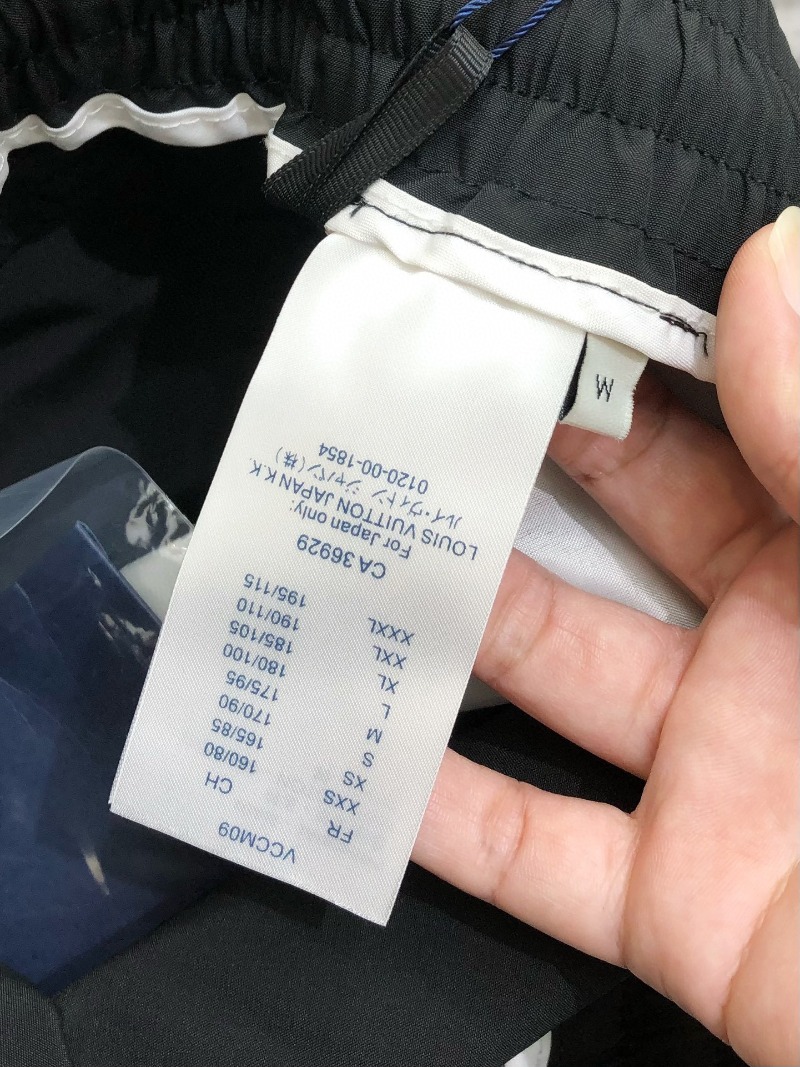 VCCM09
FR CH
XXS 160/80
XS 165/85
S 170/90
M 175/95
L 180/100
XL 185/105
XXL 190/110
XXXL 195/115
CA 36929
For Japan only:
LOUIS VUITTON JAPAN K.K.
ルイ・ヴィトン ジャパン(株)
0120-00-1854
M